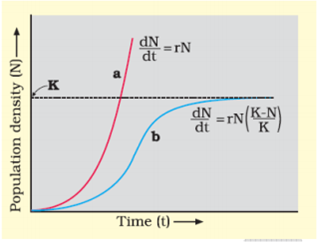 Population density (N)
K
a
dN/dt = rN
dN/dt = rN(K-N/K)
b
Time (t)